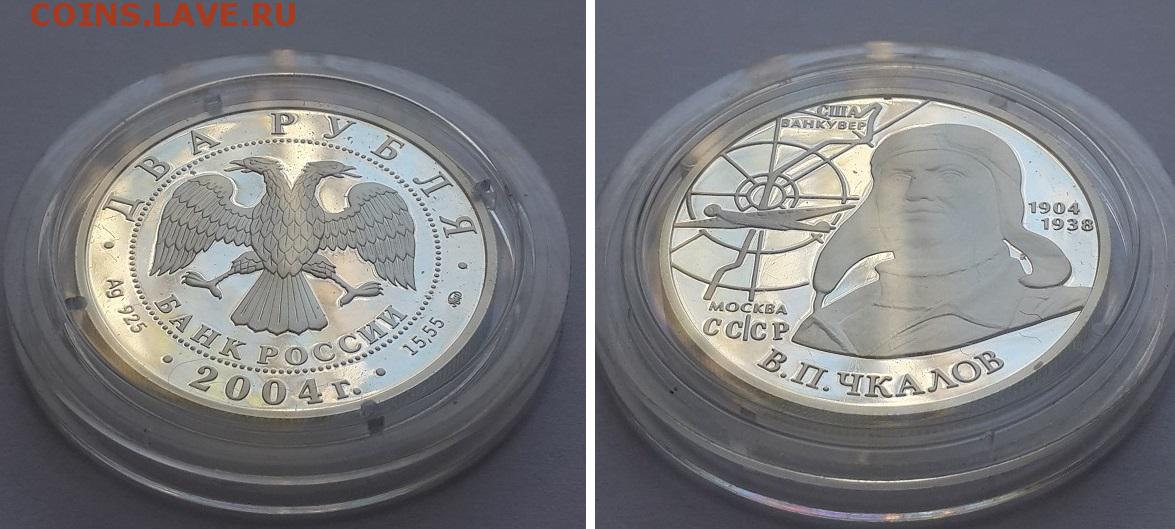 COINS.LAVE.RU
ДВА РУБЛЯ
Ag 925
БАНК РОССИИ
15,55
2004 г.
США
ВАНКУВЕР
1904
1938
МОСКВА
СССР
В.П.ЧКАЛОВ